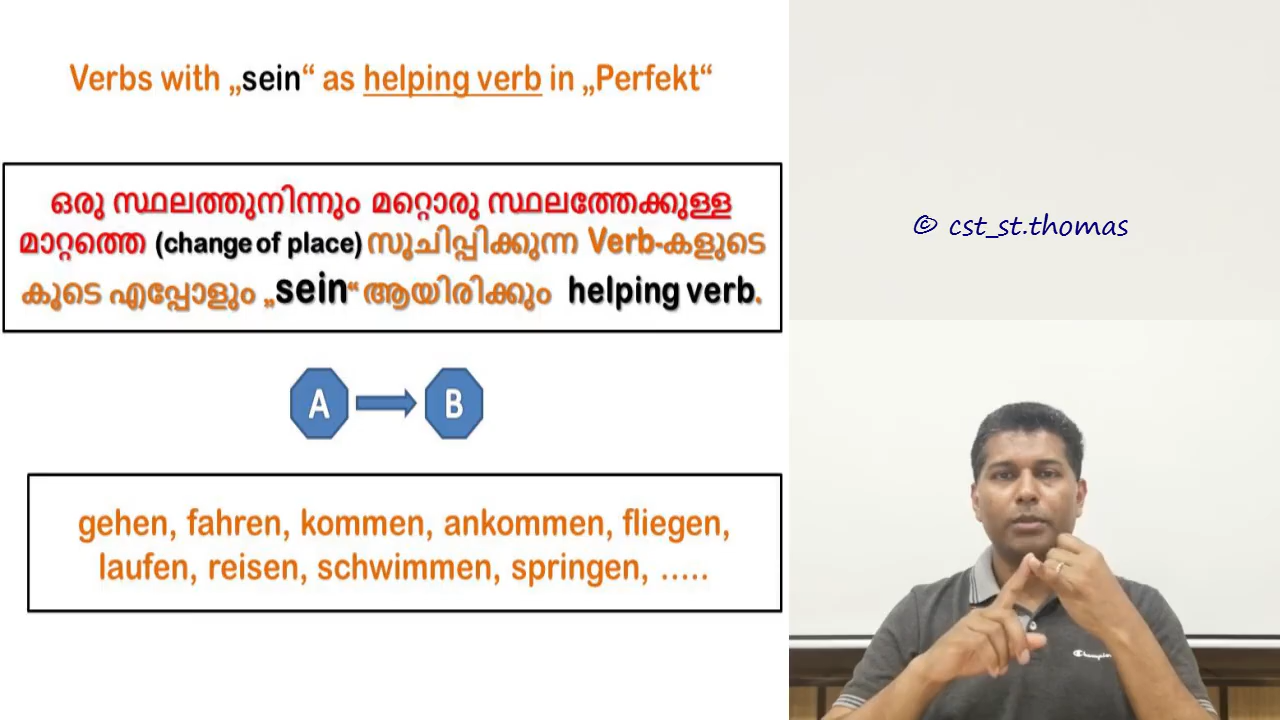 Verbs with „sein“ as helping verb in „Perfekt“
ഒരു സ്ഥലത്തുനിന്നും മറ്റൊരു സ്ഥലത്തേക്കുള്ള
മാറ്റത്തെ (change of place) സൂചിപ്പിക്കുന്ന Verb-കളുടെ
കൂടെ എപ്പോളും „sein“ ആയിരിക്കും helping verb.
A B
gehen, fahren, kommen, ankommen, fliegen,
laufen, reisen, schwimmen, springen, .....
© cst_st.thomas
Champion